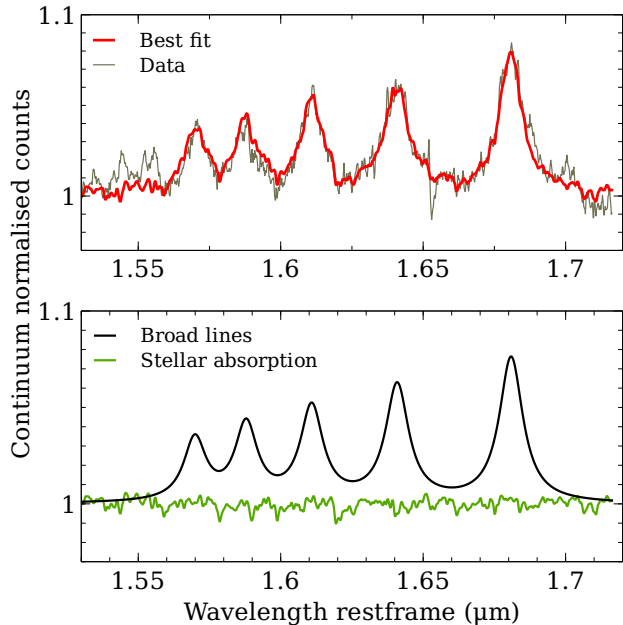 1.1
Best fit
Data
1
1.55
1.6
1.65
1.7
Continuum normalised counts
1.1
Broad lines
Stellar absorption
1
1.55
1.6
1.65
1.7
Wavelength restframe (μm)